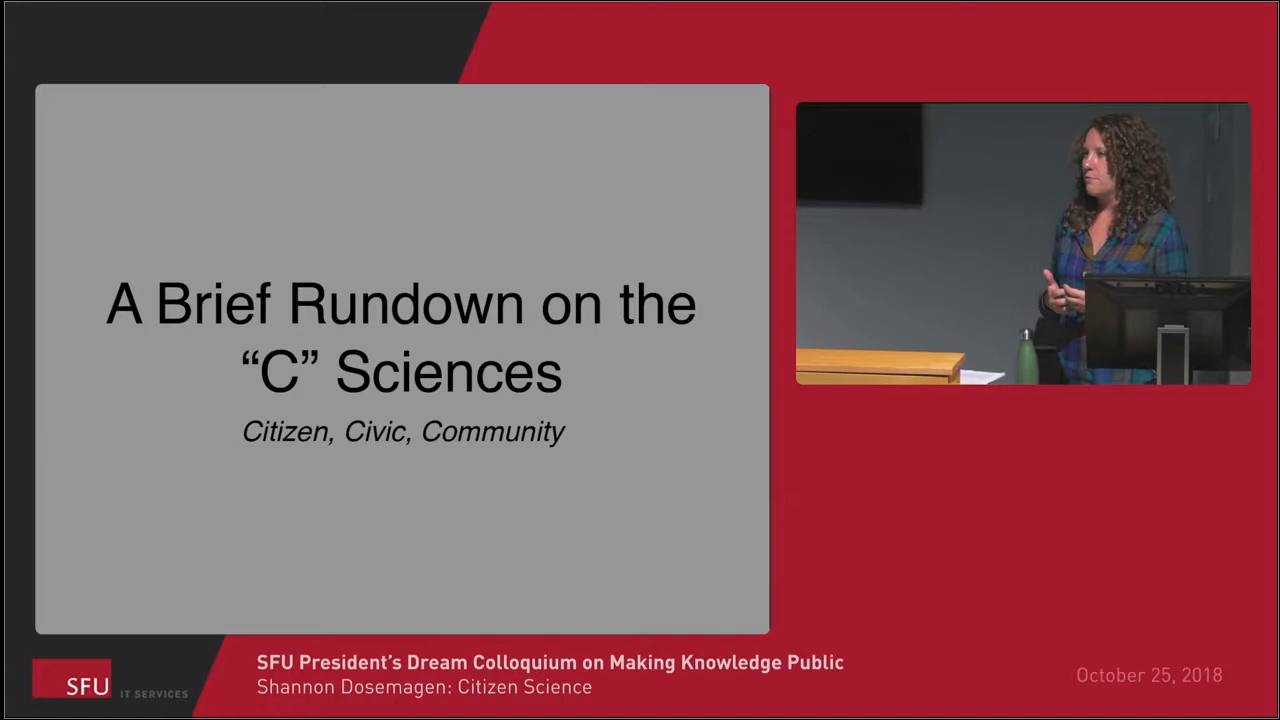 A Brief Rundown on the
“C” Sciences
Citizen, Civic, Community
SFU President’s Dream Colloquium on Making Knowledge Public
Shannon Dosemagen: Citizen Science
October 25, 2018
SFU IT SERVICES